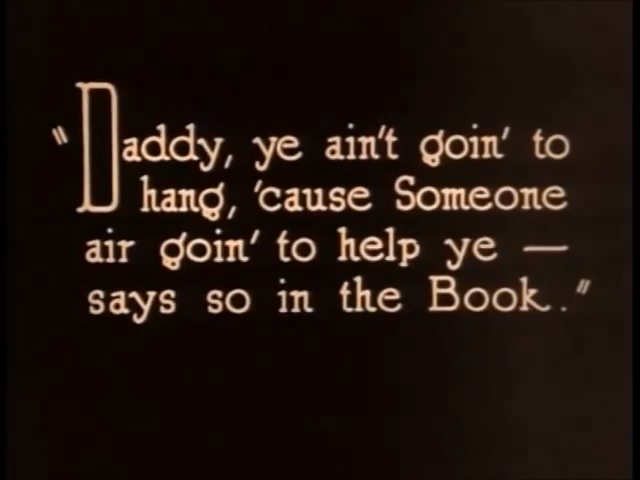 "Daddy, ye ain't goin' to
hang, 'cause Someone
air goin' to help ye —
says so in the Book."